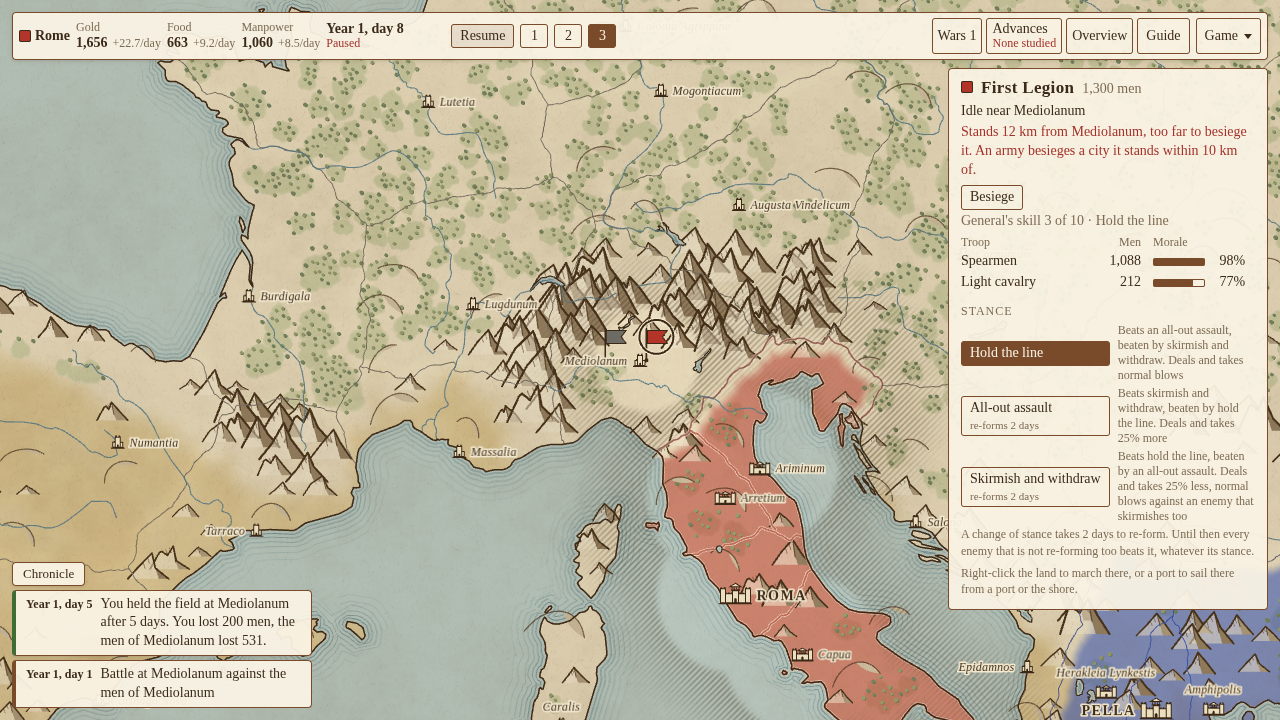 Rome
Gold
1,656 +22.7/day
Food
663 +9.2/day
Manpower
1,060 +8.5/day
Year 1, day 8
Paused
Resume
1
2
3
Wars 1
Advances
None studied
Overview
Guide
Game
First Legion 1,300 men
Idle near Mediolanum
Stands 12 km from Mediolanum, too far to besiege
it. An army besieges a city it stands within 10 km
of.
Besiege
General's skill 3 of 10 · Hold the line
Troop Men Morale
Spearmen 1,088 98%
Light cavalry 212 77%
STANCE
Hold the line
Beats an all-out assault,
beaten by skirmish and
withdraw. Deals and takes
normal blows
All-out assault
re-forms 2 days
Beats skirmish and
withdraw, beaten by hold
the line. Deals and takes
25% more
Skirmish and withdraw
re-forms 2 days
Beats hold the line, beaten
by an all-out assault. Deals
and takes 25% less, normal
blows against an enemy that
skirmishes too
A change of stance takes 2 days to re-form. Until then every
enemy that is not re-forming too beats it, whatever its stance.
Right-click the land to march there, or a port to sail there
from a port or the shore.
Lutetia
Mogontiacum
Augusta Vindelicum
Burdigala
Lugdunum
Mediolanum
Numantia
Massalia
Ariminum
Arretium
Tarraco
Salo
ROMA
Capua
Epidamnos
Herakleia Lynkestis
Amphipolis
PELLA
Caralis
Chronicle
Year 1, day 5 You held the field at Mediolanum
after 5 days. You lost 200 men, the
men of Mediolanum lost 531.
Year 1, day 1 Battle at Mediolanum against the
men of Mediolanum